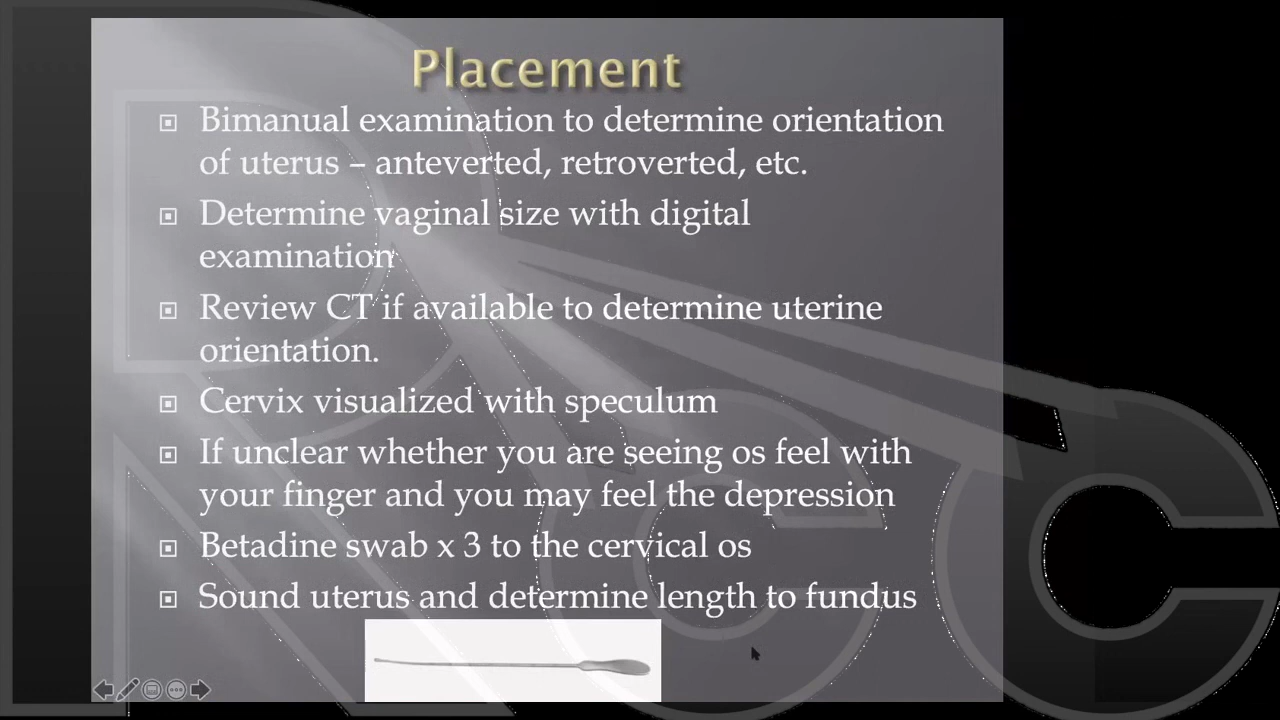 Placement
Bimanual examination to determine orientation
of uterus – anteverted, retroverted, etc.
Determine vaginal size with digital
examination
Review CT if available to determine uterine
orientation.
Cervix visualized with speculum
If unclear whether you are seeing os feel with
your finger and you may feel the depression
Betadine swab x 3 to the cervical os
Sound uterus and determine length to fundus